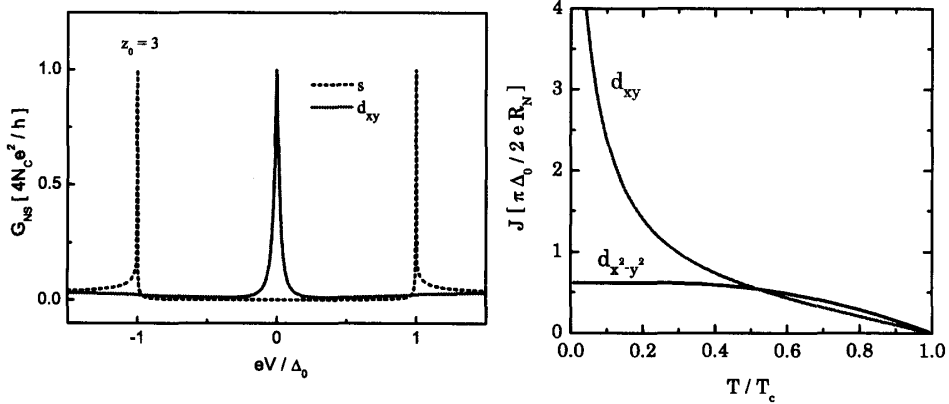 z₀ = 3
s
d_xy
G_NS [ 4N_C e² / h ]
1.0
0.5
0.0
-1
0
1
eV / Δ₀
J [ π Δ₀ / 2 e R_N ]
4
3
2
1
0
d_xy
d_x²-y²
0.0
0.2
0.4
0.6
0.8
1.0
T / T_c